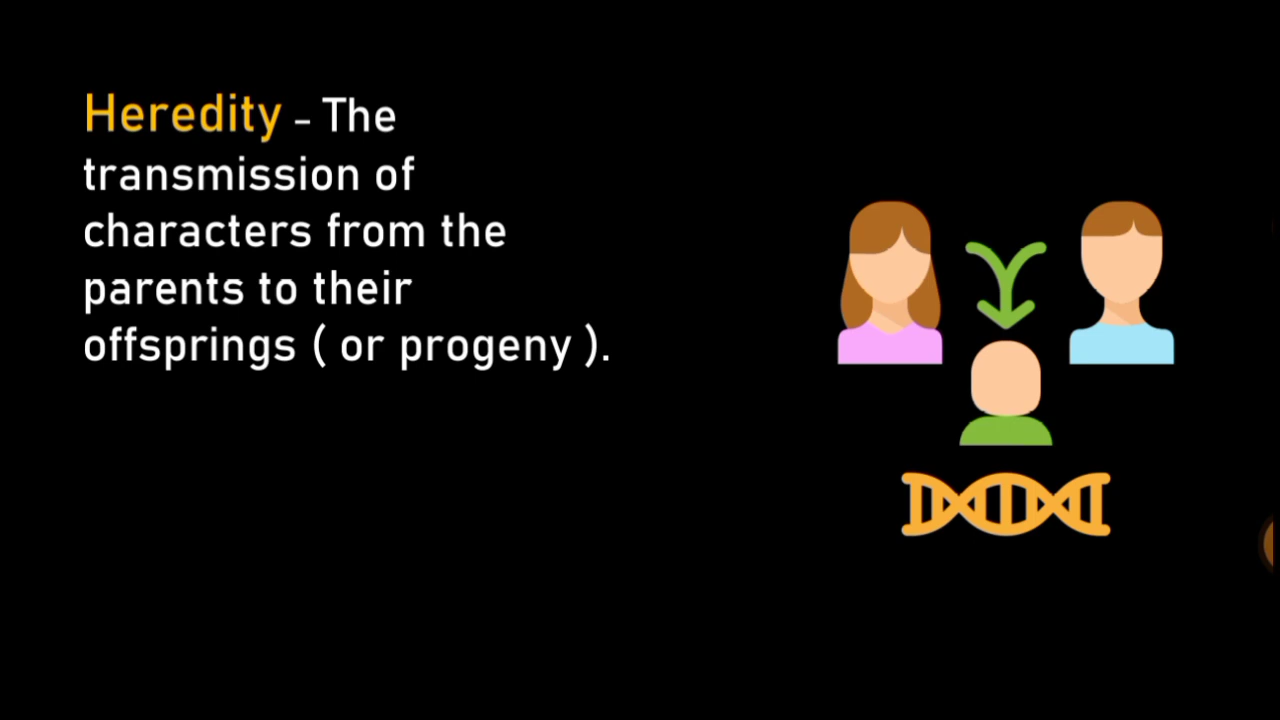 Heredity - The
transmission of
characters from the
parents to their
offsprings ( or progeny ).